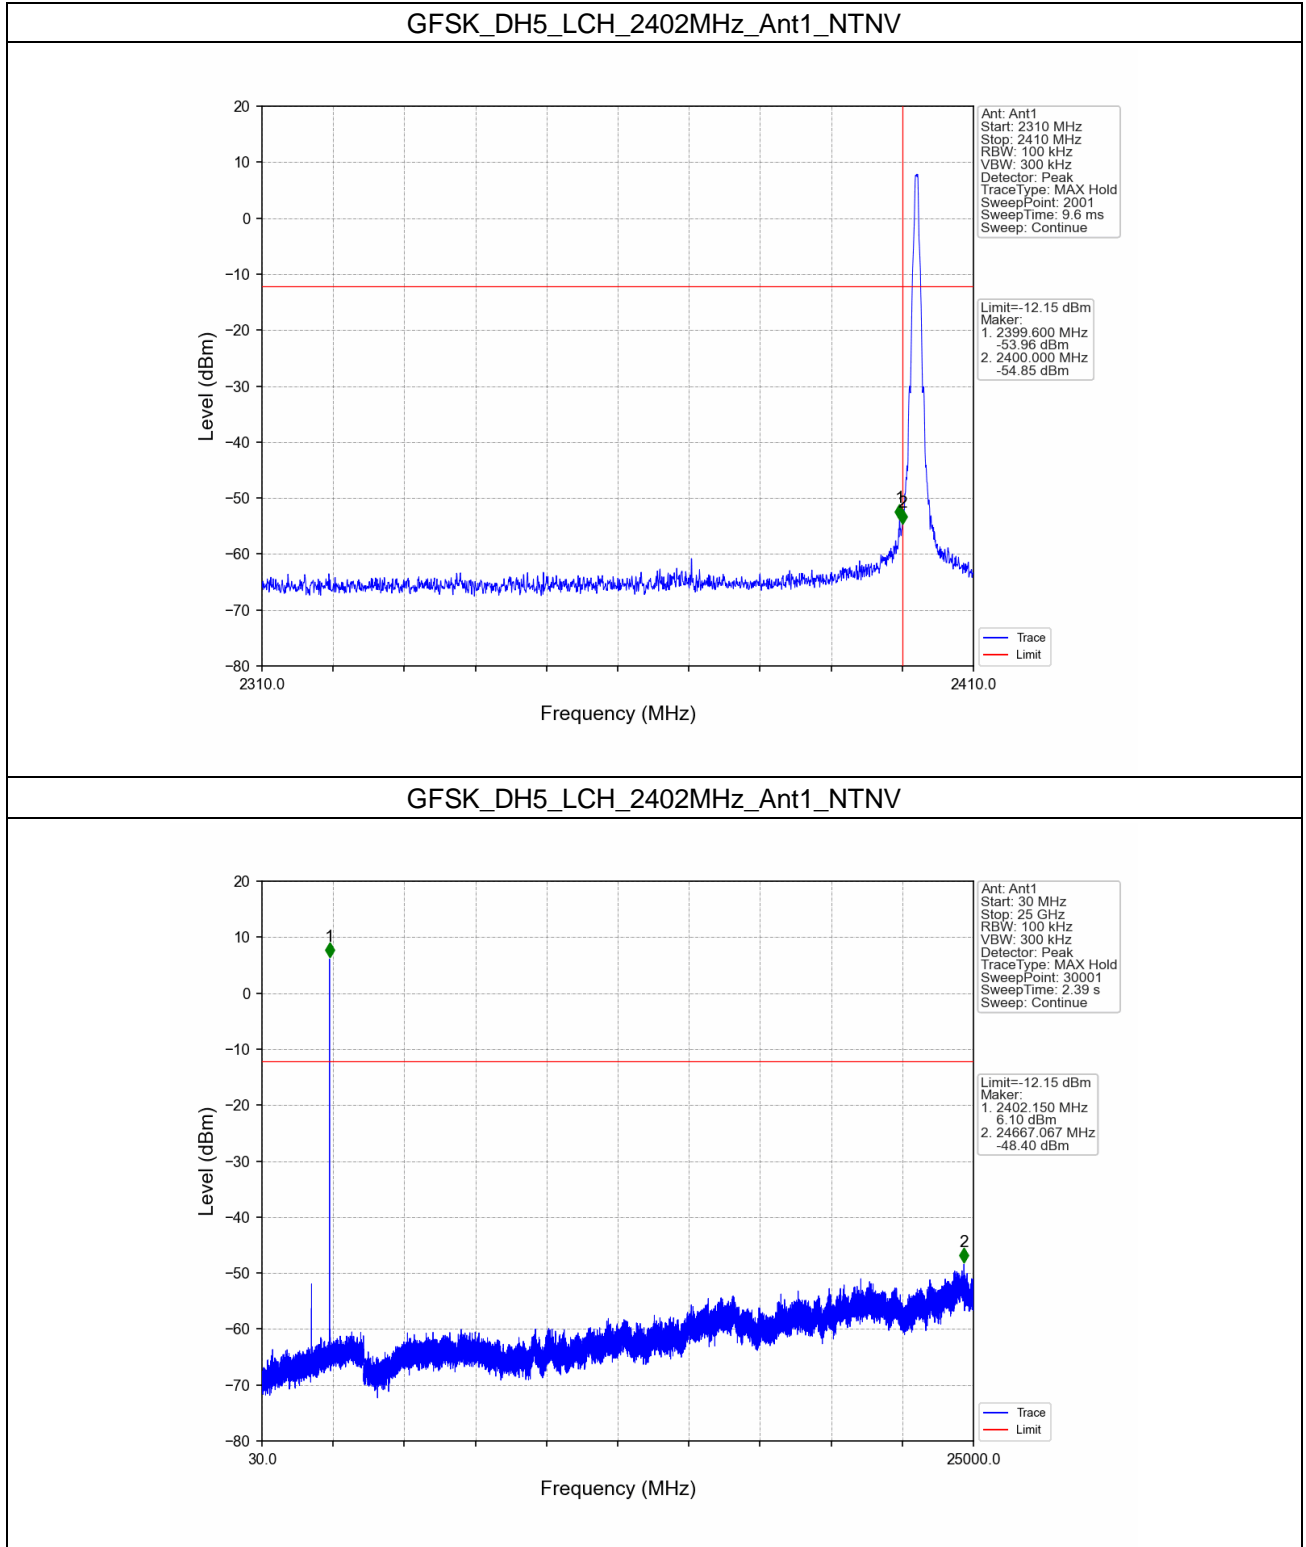 GFSK_DH5_LCH_2402MHz_Ant1_NTNV
20
10
0
−10
−20
−30
−40
−50
−60
−70
−80
Level (dBm)
2310.0
2410.0
Frequency (MHz)
1
2
Ant: Ant1
Start: 2310 MHz
Stop: 2410 MHz
RBW: 100 kHz
VBW: 300 kHz
Detector: Peak
TraceType: MAX Hold
SweepPoint: 2001
SweepTime: 9.6 ms
Sweep: Continue
Limit=-12.15 dBm
Maker:
1. 2399.600 MHz
-53.96 dBm
2. 2400.000 MHz
-54.85 dBm
Trace
Limit
GFSK_DH5_LCH_2402MHz_Ant1_NTNV
20
10
0
−10
−20
−30
−40
−50
−60
−70
−80
Level (dBm)
30.0
25000.0
Frequency (MHz)
1
2
Ant: Ant1
Start: 30 MHz
Stop: 25 GHz
RBW: 100 kHz
VBW: 300 kHz
Detector: Peak
TraceType: MAX Hold
SweepPoint: 30001
SweepTime: 2.39 s
Sweep: Continue
Limit=-12.15 dBm
Maker:
1. 2402.150 MHz
6.10 dBm
2. 24667.067 MHz
-48.40 dBm
Trace
Limit